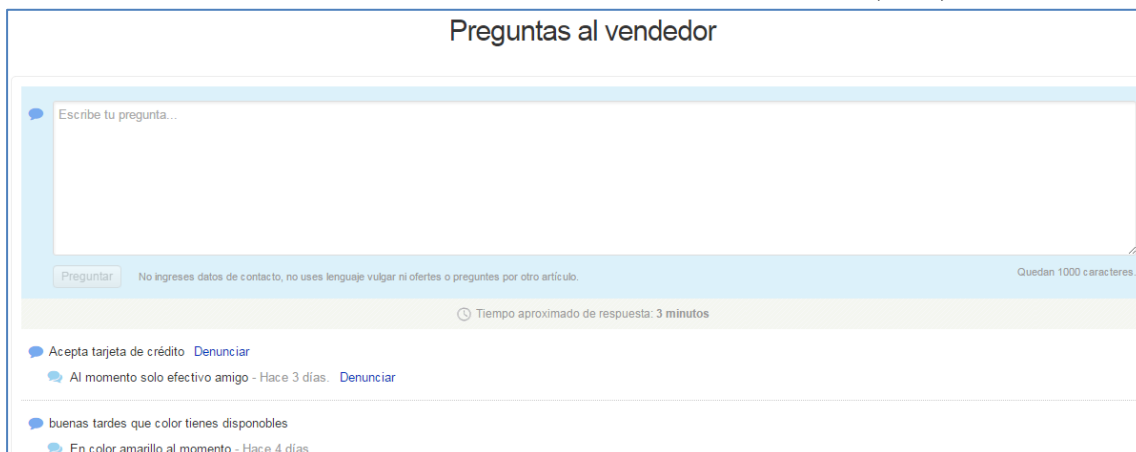 Preguntas al vendedor
Escribe tu pregunta...
Preguntar No ingreses datos de contacto, no uses lenguaje vulgar ni ofertes o preguntes por otro artículo. Quedan 1000 caracteres.
Tiempo aproximado de respuesta: 3 minutos
Acepta tarjeta de crédito Denunciar
Al momento solo efectivo amigo - Hace 3 días. Denunciar
buenas tardes que color tienes disponobles
En color amarillo al momento - Hace 4 días.